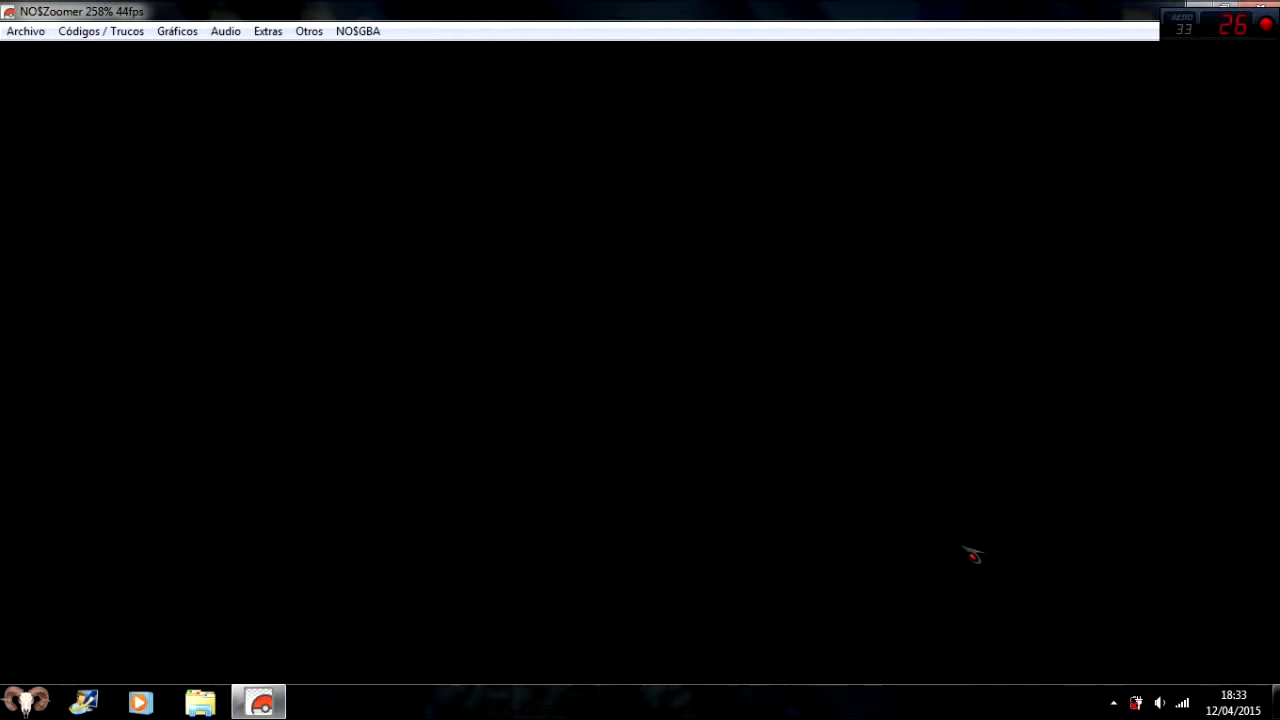 NO$Zoomer 258% 44fps
Archivo Códigos / Trucos Gráficos Audio Extras Otros NO$GBA
33 26
18:33
12/04/2015